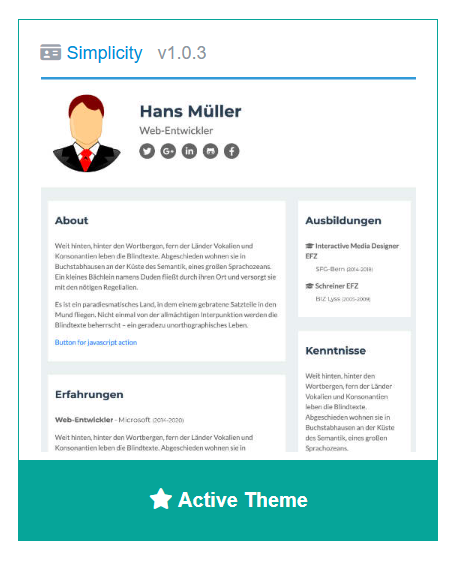 Simplicity v1.0.3
Hans Müller
Web-Entwickler
About
Weit hinten, hinter den Wortbergen, fern der Länder Vokalien und
Konsonantien leben die Blindtexte. Abgeschieden wohnen sie in
Buchstabhausen an der Küste des Semantik, eines großen Sprachozeans.
Ein kleines Bächlein namens Duden fließt durch ihren Ort und versorgt sie
mit den nötigen Regelialien.
Es ist ein paradiesmatisches Land, in dem einem gebratene Satzteile in den
Mund fliegen. Nicht einmal von der allmächtigen Interpunktion werden die
Blindtexte beherrscht – ein geradezu unorthographisches Leben.
Button for javascript action
Erfahrungen
Web-Entwickler - Microsoft (2014-2020)
Weit hinten, hinter den Wortbergen, fern der Länder Vokalien und
Konsonantien leben die Blindtexte. Abgeschieden wohnen sie in
Ausbildungen
Interactive Media Designer
EFZ
SFG-Bern (2014-2018)
Schreiner EFZ
BIZ Lyss (2005-2009)
Kenntnisse
Weit hinten, hinter den
Wortbergen, fern der Länder
Vokalien und Konsonantien
leben die Blindtexte.
Abgeschieden wohnen sie in
Buchstabhausen an der Küste
des Semantik, eines großen
Sprachozeans.
Active Theme